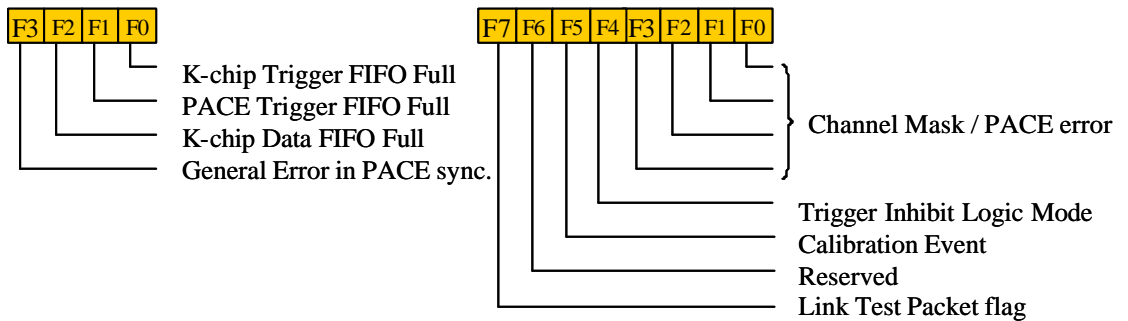 F3 F2 F1 F0
K-chip Trigger FIFO Full
PACE Trigger FIFO Full
K-chip Data FIFO Full
General Error in PACE sync.
F7 F6 F5 F4 F3 F2 F1 F0
Channel Mask / PACE error
Trigger Inhibit Logic Mode
Calibration Event
Reserved
Link Test Packet flag